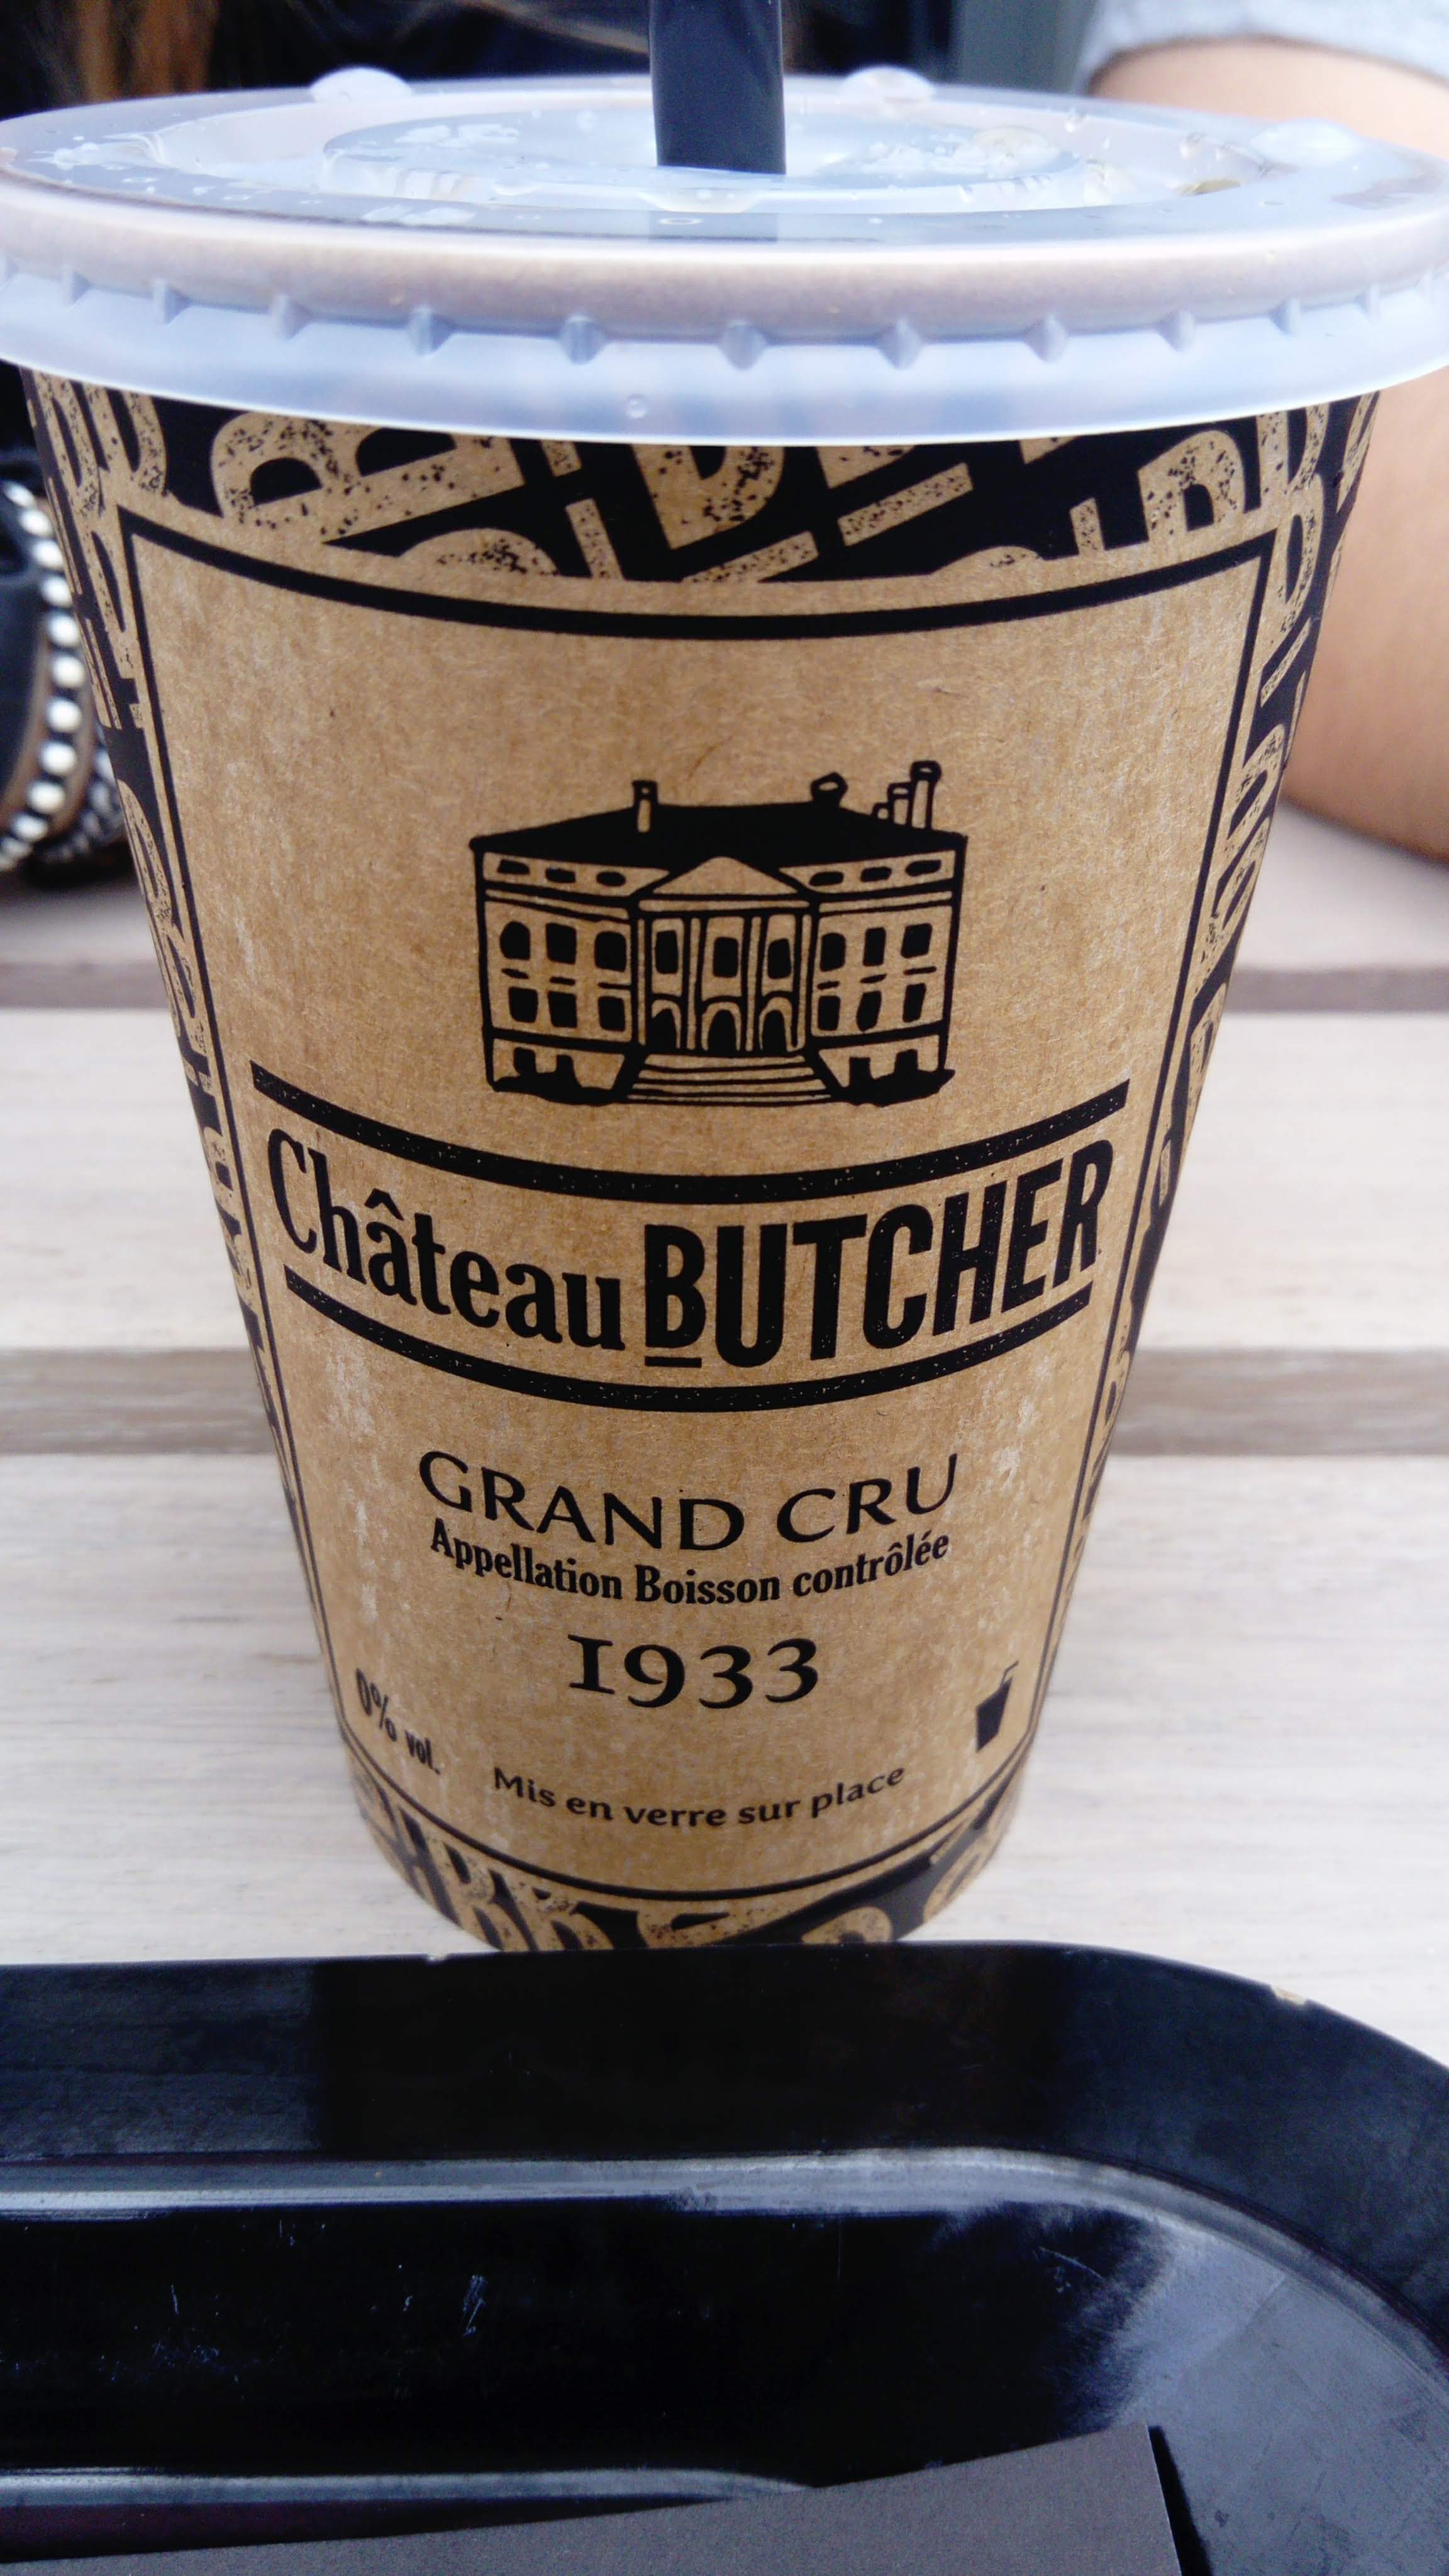 Château BUTCHER
GRAND CRU
Appellation Boisson contrôlée
1933
0% vol.
Mis en verre sur place